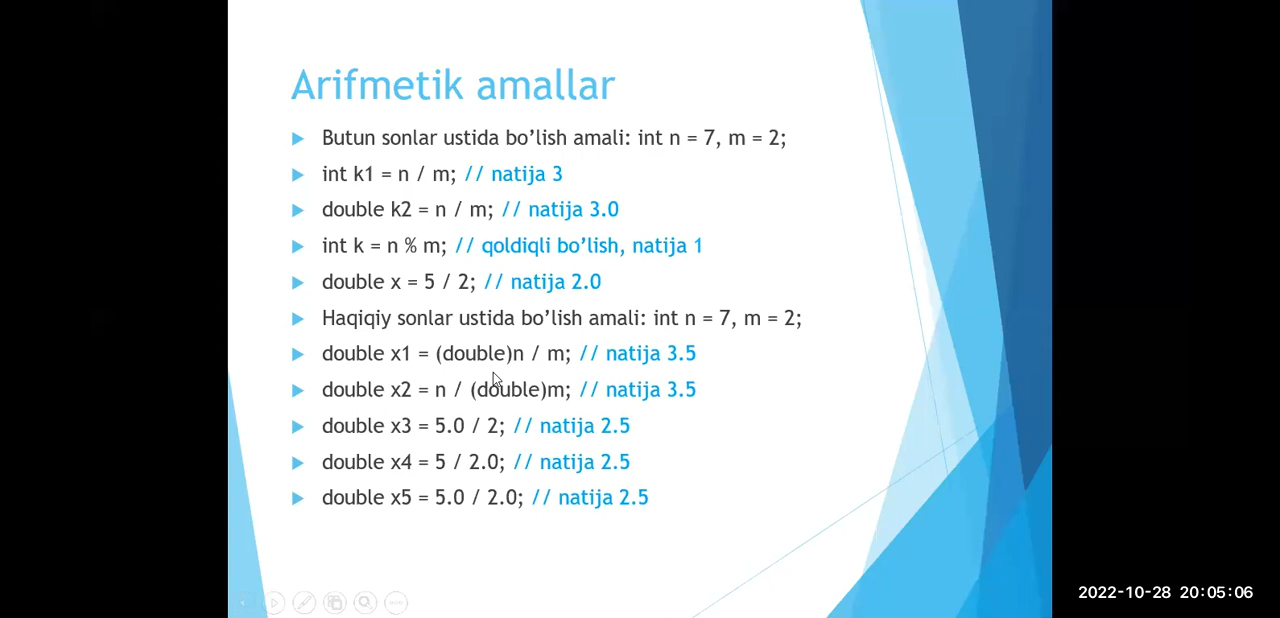 Arifmetik amallar
Butun sonlar ustida bo’lish amali: int n = 7, m = 2;
int k1 = n / m; // natija 3
double k2 = n / m; // natija 3.0
int k = n % m; // qoldiqli bo’lish, natija 1
double x = 5 / 2; // natija 2.0
Haqiqiy sonlar ustida bo’lish amali: int n = 7, m = 2;
double x1 = (double)n / m; // natija 3.5
double x2 = n / (double)m; // natija 3.5
double x3 = 5.0 / 2; // natija 2.5
double x4 = 5 / 2.0; // natija 2.5
double x5 = 5.0 / 2.0; // natija 2.5
2022-10-28 20:05:06